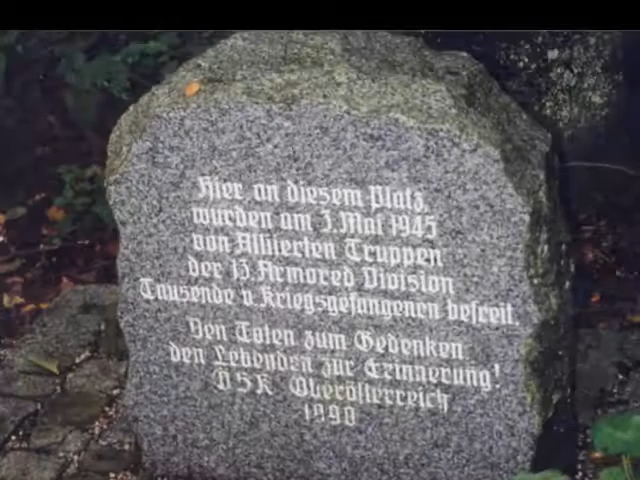 Hier, an diesem Platz,
wurden am 3. Mai 1945
von Alliierten Truppen
der 13. Armored Division
Tausende v. Kriegsgefangenen befreit.
Den Toten zum Gedenken
den Lebenden zur Erinnerung!
ÖSK Oberösterreich
1990